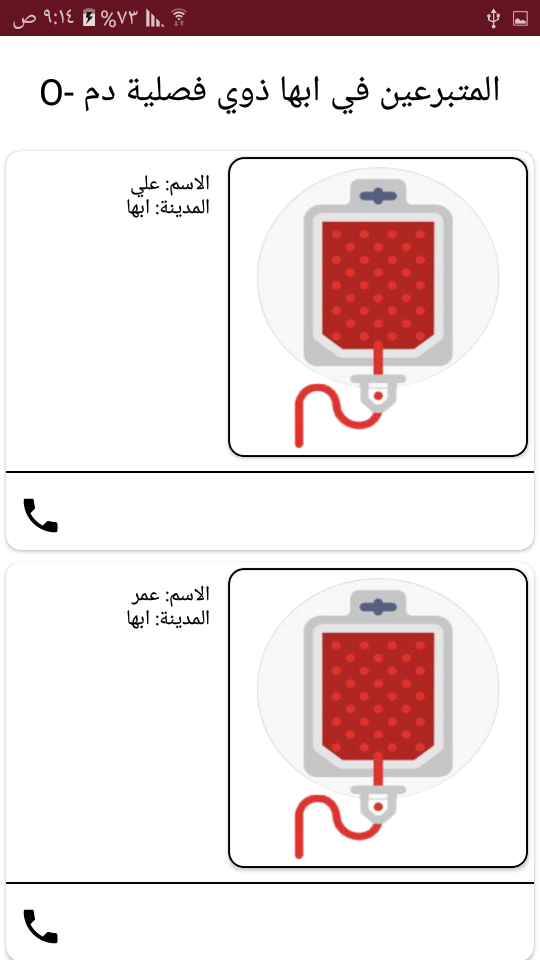 ٩:١٤ ص %٧٣
المتبرعين في ابها ذوي فصلية دم -O
الاسم: علي
المدينة: ابها
الاسم: عمر
المدينة: ابها